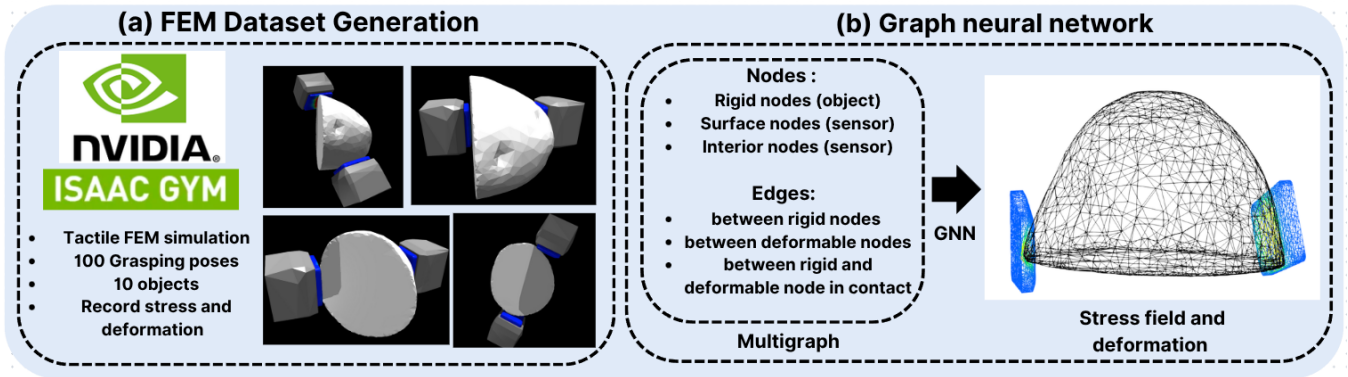 (a) FEM Dataset Generation
NVIDIA®
ISAAC GYM
• Tactile FEM simulation
• 100 Grasping poses
• 10 objects
• Record stress and
deformation
(b) Graph neural network
Nodes :
• Rigid nodes (object)
• Surface nodes (sensor)
• Interior nodes (sensor)
Edges:
• between rigid nodes
• between deformable nodes
• between rigid and
deformable node in contact
Multigraph
GNN
Stress field and
deformation